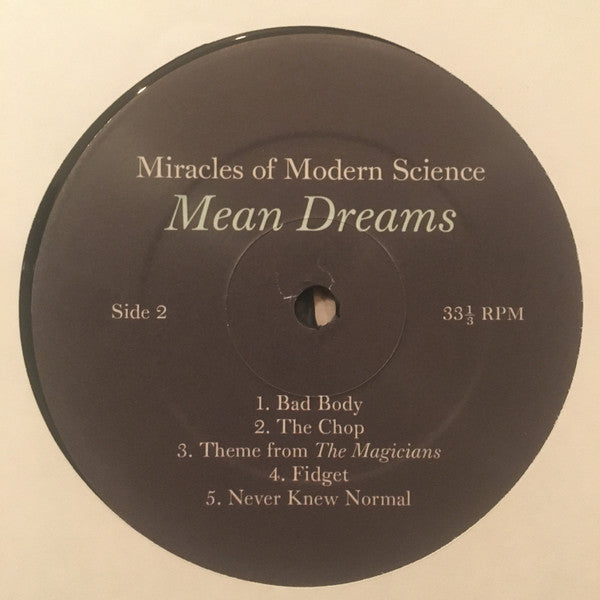 Miracles of Modern Science
Mean Dreams
Side 2
33⅓ RPM
1. Bad Body
2. The Chop
3. Theme from The Magicians
4. Fidget
5. Never Knew Normal